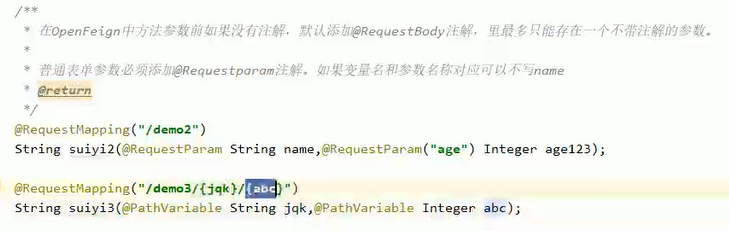 /**
* 在OpenFeign中方法参数前如果没有注解，默认添加@RequestBody注解，里最多只能存在一个不带注解的参数。
*
* 普通表单参数必须添加@Requestparam注解。如果变量名和参数名称对应可以不写name
* @return
*/
@RequestMapping("/demo2")
String suiyi2(@RequestParam String name,@RequestParam("age") Integer age123);
@RequestMapping("/demo3/{jqk}/{abc}")
String suiyi3(@PathVariable String jqk,@PathVariable Integer abc);